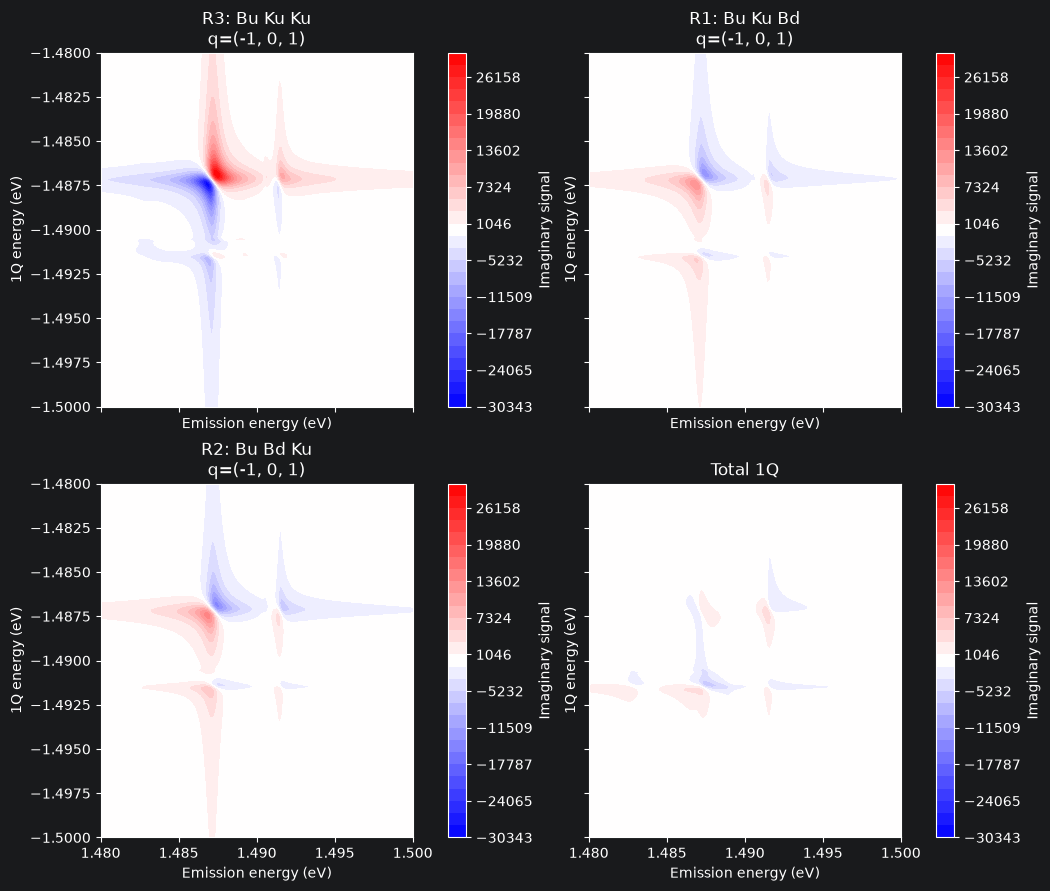 R3: Bu Ku Ku
q=(-1, 0, 1)
−1.4800
−1.4825
−1.4850
−1.4875
−1.4900
−1.4925
−1.4950
−1.4975
−1.5000
1Q energy (eV)
Emission energy (eV)
26158
19880
13602
7324
1046
−5232
−11509
−17787
−24065
−30343
Imaginary signal
R1: Bu Ku Bd
q=(-1, 0, 1)
1Q energy (eV)
Emission energy (eV)
26158
19880
13602
7324
1046
−5232
−11509
−17787
−24065
−30343
Imaginary signal
R2: Bu Bd Ku
q=(-1, 0, 1)
−1.4800
−1.4825
−1.4850
−1.4875
−1.4900
−1.4925
−1.4950
−1.4975
−1.5000
1Q energy (eV)
1.480 1.485 1.490 1.495 1.500
Emission energy (eV)
26158
19880
13602
7324
1046
−5232
−11509
−17787
−24065
−30343
Imaginary signal
Total 1Q
1Q energy (eV)
1.480 1.485 1.490 1.495 1.500
Emission energy (eV)
26158
19880
13602
7324
1046
−5232
−11509
−17787
−24065
−30343
Imaginary signal